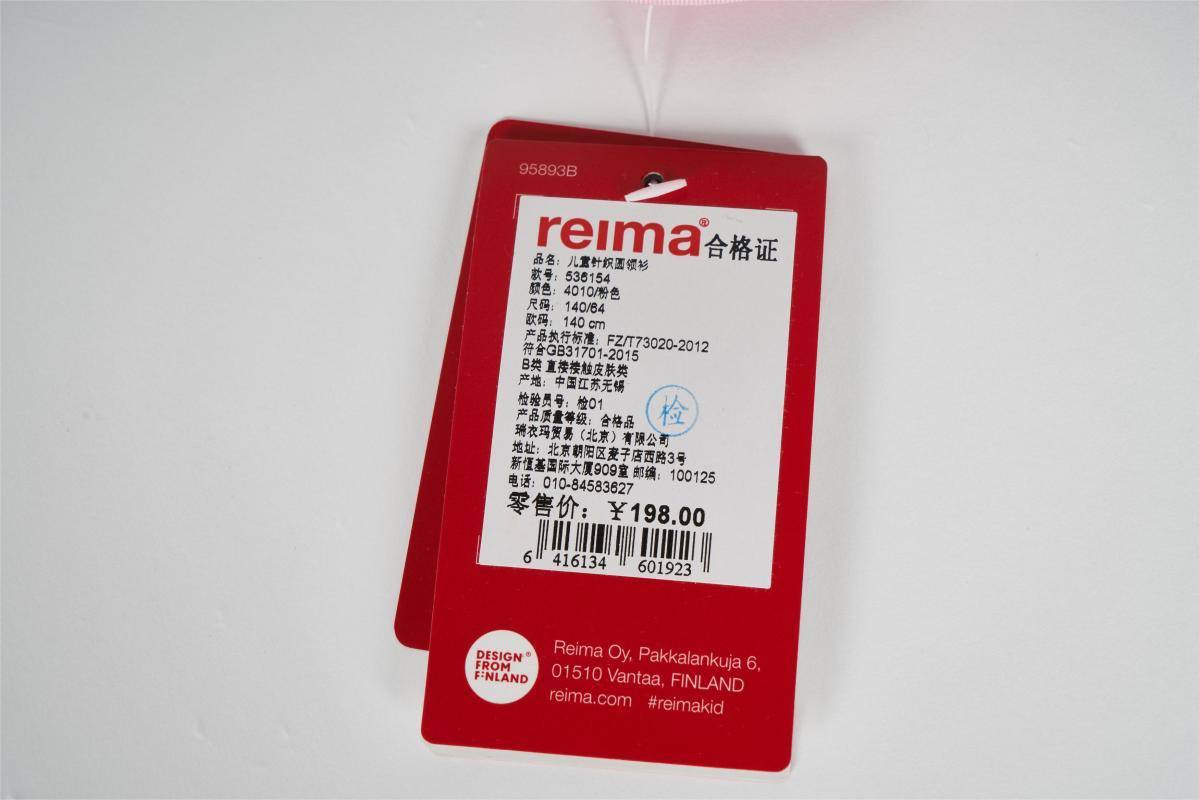 95893B
reima®合格证
品名：儿童针织圆领衫
款号：536154
颜色：4010/粉色
尺码：140/64
欧码：140 cm
产品执行标准：FZ/T73020-2012
符合GB31701-2015
B类 直接接触皮肤类
产地：中国江苏无锡
检验员号：检01
检
产品质量等级：合格品
瑞衣玛贸易（北京）有限公司
地址：北京朝阳区麦子店西路3号
新恒基国际大厦909室 邮编：100125
电话：010-84583627
零售价：￥198.00
6 416134 601923
DESIGN®
FROM
FINLAND
Reima Oy, Pakkalankuja 6,
01510 Vantaa, FINLAND
reima.com #reimakid